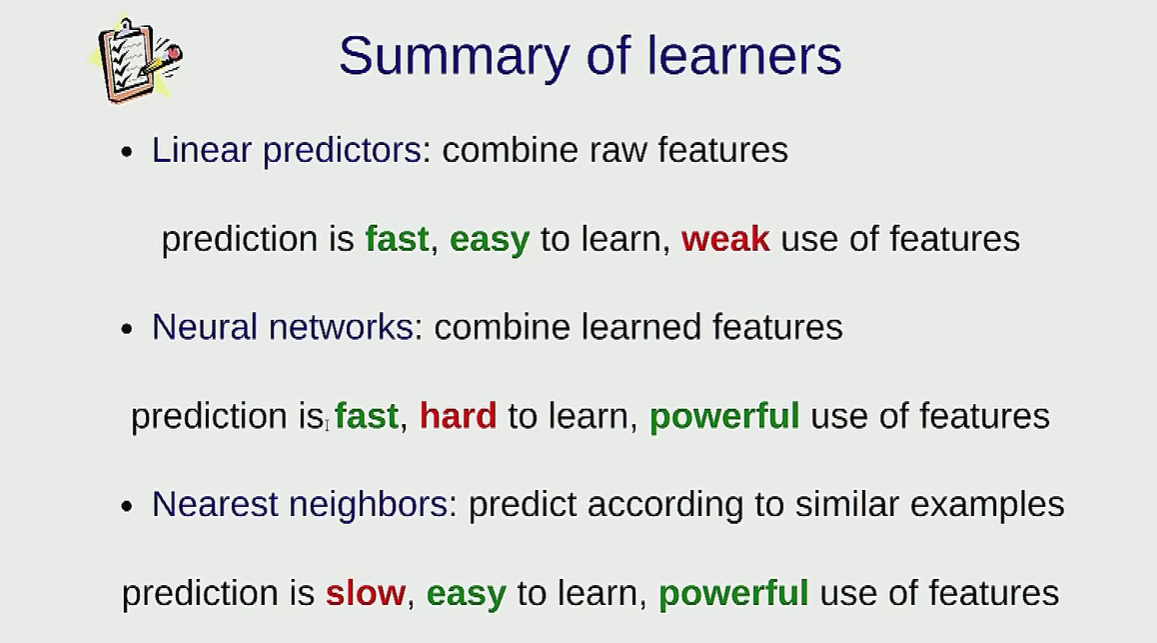 Summary of learners
• Linear predictors: combine raw features
prediction is fast, easy to learn, weak use of features
• Neural networks: combine learned features
prediction is fast, hard to learn, powerful use of features
• Nearest neighbors: predict according to similar examples
prediction is slow, easy to learn, powerful use of features